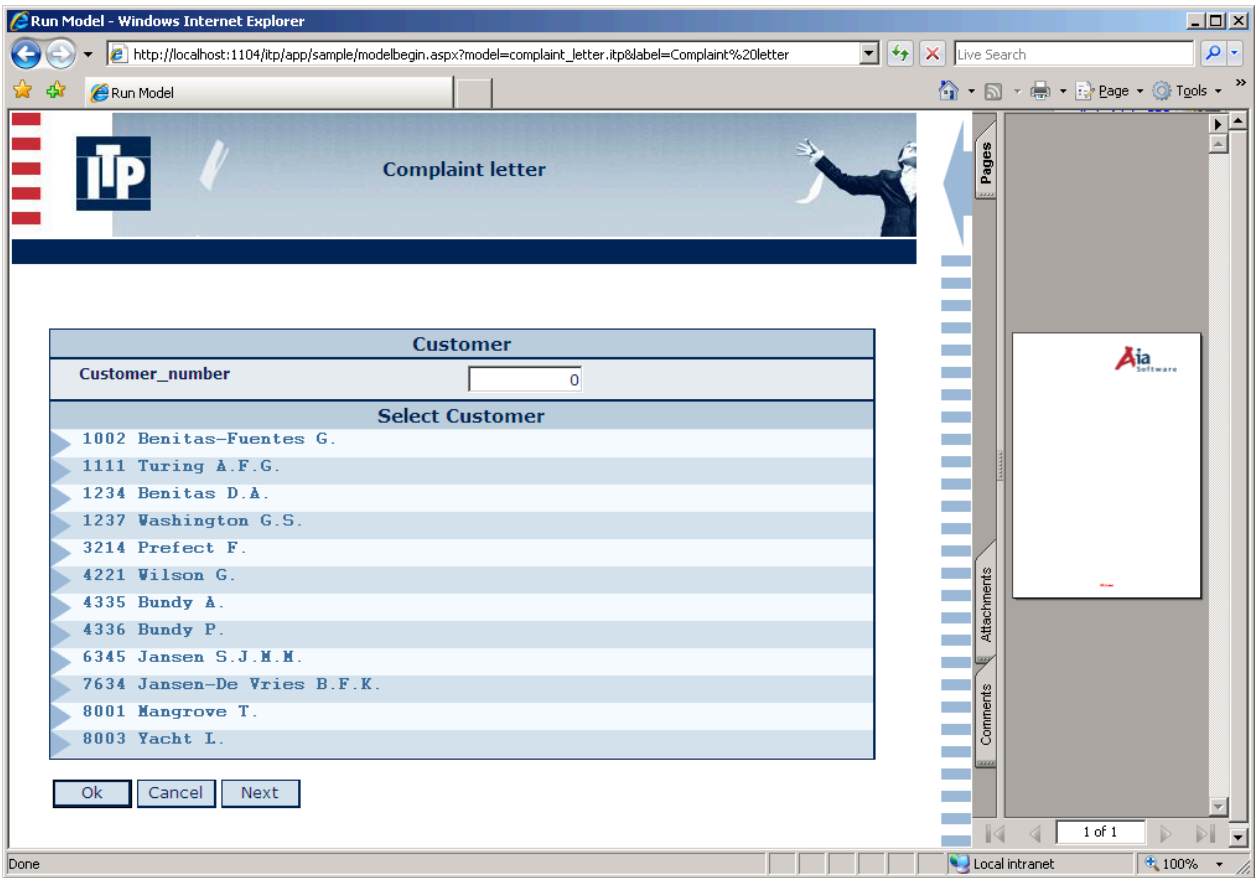 Run Model - Windows Internet Explorer
http://localhost:1104/itp/app/sample/modelbegin.aspx?model=complaint_letter.itp&label=Complaint%20letter
Live Search
Run Model
Page
Tools
ITP
Complaint letter
Customer
Customer_number
0
Select Customer
1002 Benitas-Fuentes G.
1111 Turing A.F.G.
1234 Benitas D.A.
1237 Washington G.S.
3214 Prefect F.
4221 Wilson G.
4335 Bundy A.
4336 Bundy P.
6345 Jansen S.J.M.M.
7634 Jansen-De Vries B.F.K.
8001 Mangrove T.
8003 Yacht L.
Ok
Cancel
Next
Pages
Attachments
Comments
Aia
Software
1 of 1
Done
Local intranet
100%